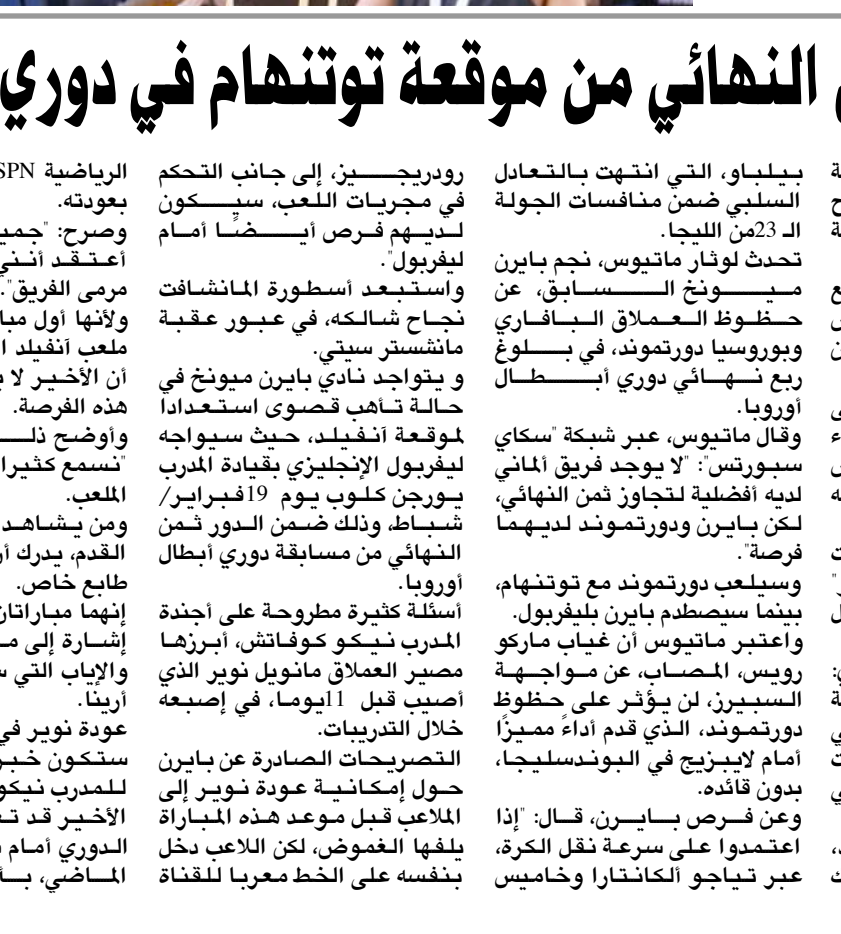 النهائي من موقعة توتنهام في دوري
بيلباو، التي انتهت بالتعادل
السلبي ضمن منافسات الجولة
الـ 23من الليجا.
تحدث لوثار ماتيوس، نجم بايرن
ميونخ السابق، عن
حظوظ العملاق البافاري
وبوروسيا دورتموند، في بلوغ
ربع نهائي دوري أبطال
أوروبا.
وقال ماتيوس، عبر شبكة "سكاي
سبورتس": "لا يوجد فريق ألماني
لديه أفضلية لتجاوز ثمن النهائي،
لكن بايرن ودورتموند لديهما
فرصة".
وسيلعب دورتموند مع توتنهام،
بينما سيصطدم بايرن بليفربول.
واعتبر ماتيوس أن غياب ماركو
رويس، المصاب، عن مواجهة
السبيرز، لن يؤثر على حظوظ
دورتموند، الذي قدم أداءً مميزًا
أمام لايبزيج في البوندسليجا،
بدون قائده.
وعن فرص بايرن، قال: "إذا
اعتمدوا على سرعة نقل الكرة،
عبر تياجو ألكانتارا وخاميس
رودريجيز، إلى جانب التحكم
في مجريات اللعب، سيكون
لديهم فرص أيضًا أمام
ليفربول".
واستبعد أسطورة المانشافت
نجاح شالكه، في عبور عقبة
مانشستر سيتي.
و يتواجد نادي بايرن ميونخ في
حالة تأهب قصوى استعدادا
لموقعة آنفيلد، حيث سيواجه
ليفربول الإنجليزي بقيادة المدرب
يورجن كلوب يوم 19فبراير/
شباط، وذلك ضمن الدور ثمن
النهائي من مسابقة دوري أبطال
أوروبا.
أسئلة كثيرة مطروحة على أجندة
المدرب نيكو كوفاتش، أبرزها
مصير العملاق مانويل نوير الذي
أصيب قبل 11يوما، في إصبعه
خلال التدريبات.
التصريحات الصادرة عن بايرن
حول إمكانية عودة نوير إلى
الملاعب قبل موعد هذه المباراة
يلفها الغموض، لكن اللاعب دخل
بنفسه على الخط معربا للقناة
الرياضية SPN
بعودته.
وصرح: "جمي
أعتقد أنني
مرمى الفريق".
ولأنها أول مبا
ملعب آنفيلد ا
أن الأخير لا ب
هذه الفرصة.
وأوضح ذلـ
"نسمع كثيرا
الملعب.
ومن يشاهد
القدم، يدرك أن
طابع خاص.
إنهما مباراتان
إشارة إلى مـ
والإياب التي س
أرينا.
عودة نوير في
ستكون خبر
للمدرب نيكو
الأخير قد تع
الدوري أمام
الماضي، بـأ